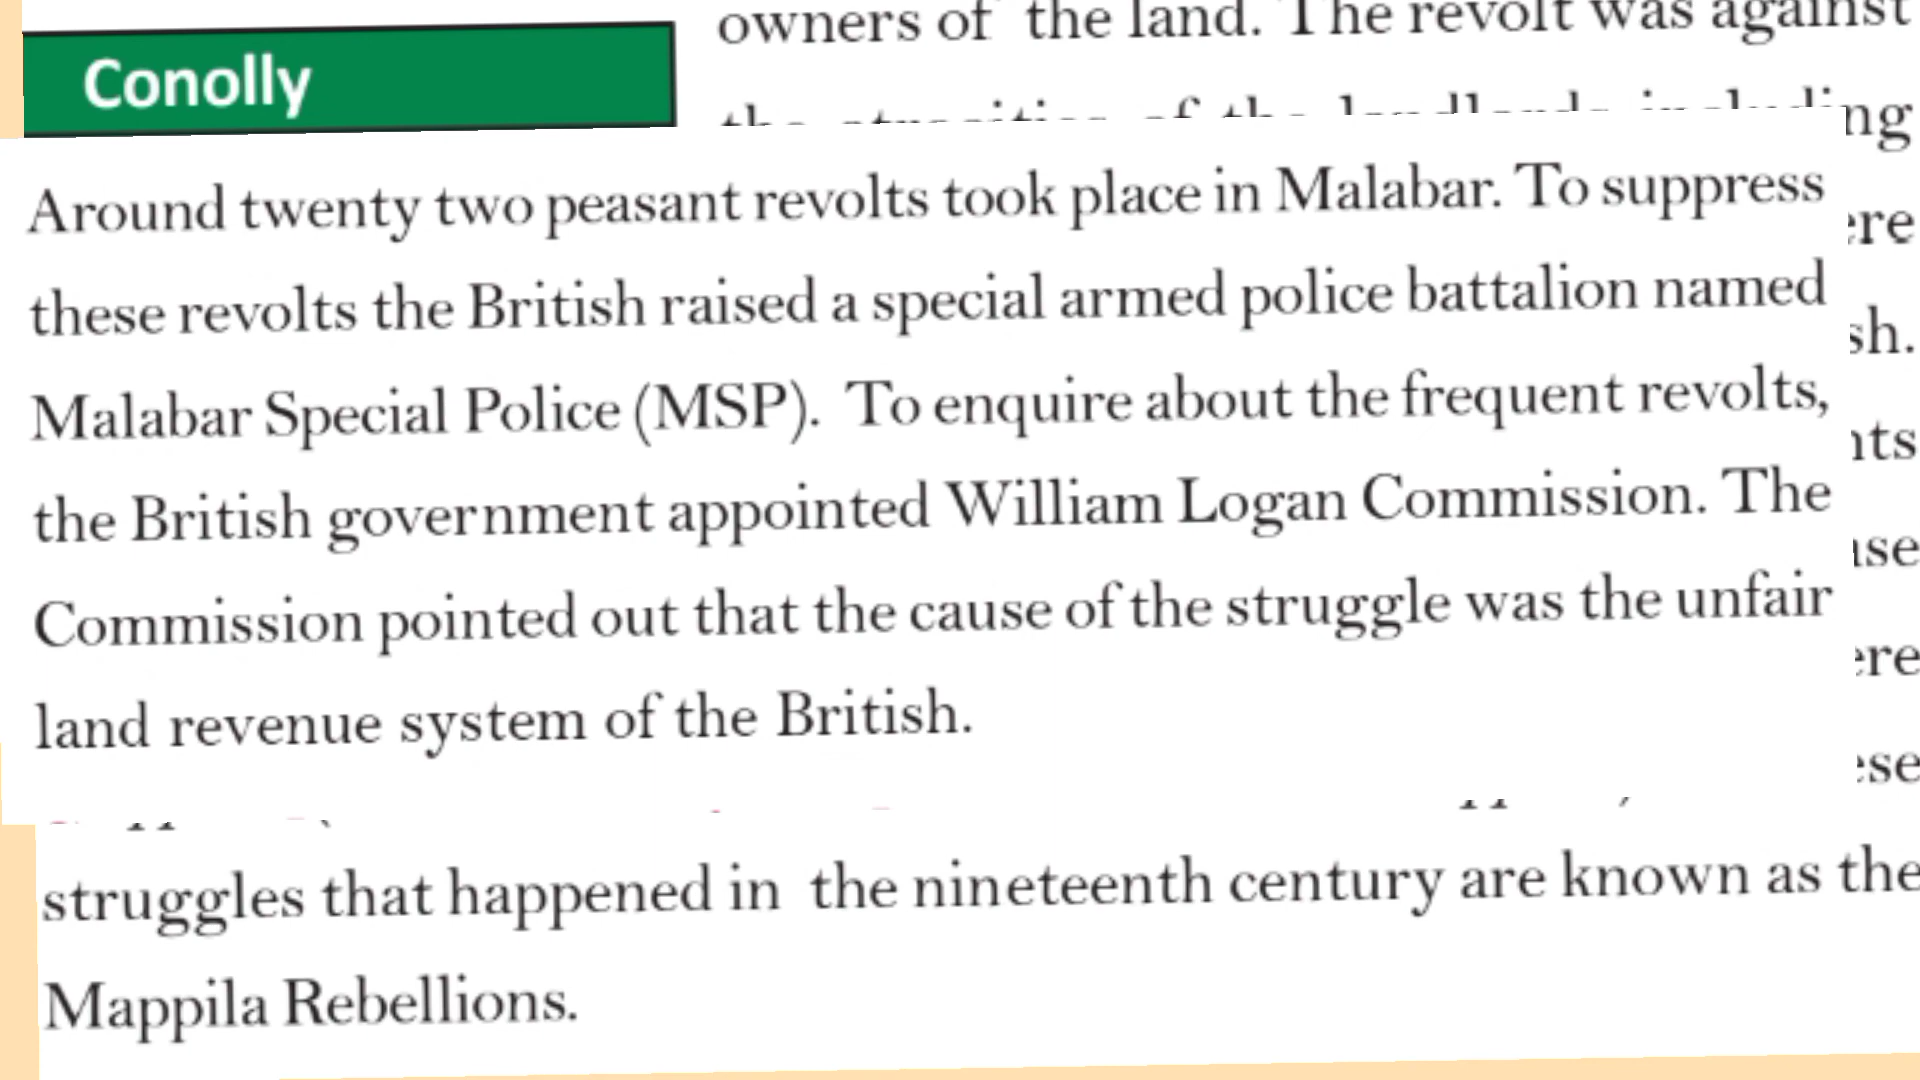 owners of the land. The revolt was against
Conolly
ng
Around twenty two peasant revolts took place in Malabar. To suppress
these revolts the British raised a special armed police battalion named
Malabar Special Police (MSP). To enquire about the frequent revolts,
the British government appointed William Logan Commission. The
Commission pointed out that the cause of the struggle was the unfair
land revenue system of the British.
struggles that happened in the nineteenth century are known as the
Mappila Rebellions.